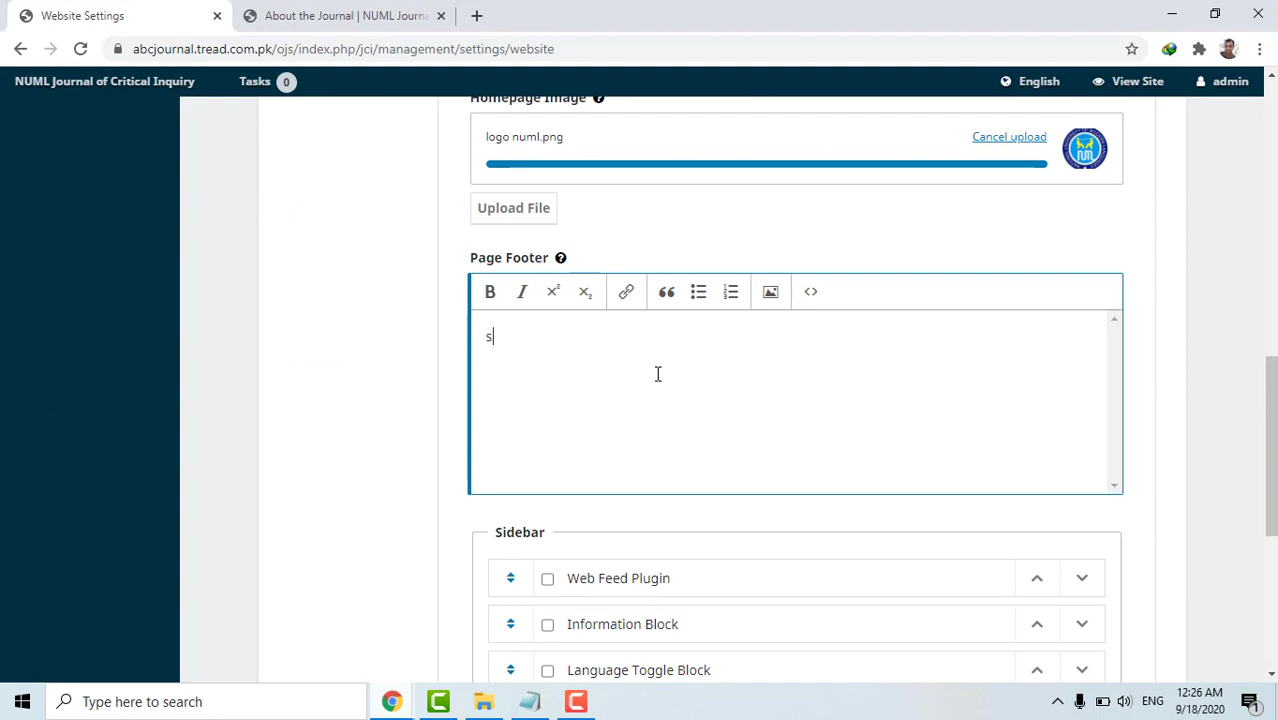 Website Settings
About the Journal | NUML Journa
abcjournal.tread.com.pk/ojs/index.php/jci/management/settings/website
NUML Journal of Critical Inquiry Tasks 0 English View Site admin
Homepage Image
logo numl.png Cancel upload
Upload File
Page Footer
B I x² x₂
s
Sidebar
Web Feed Plugin
Information Block
Language Toggle Block
Type here to search
ENG
12:26 AM
9/18/2020
1